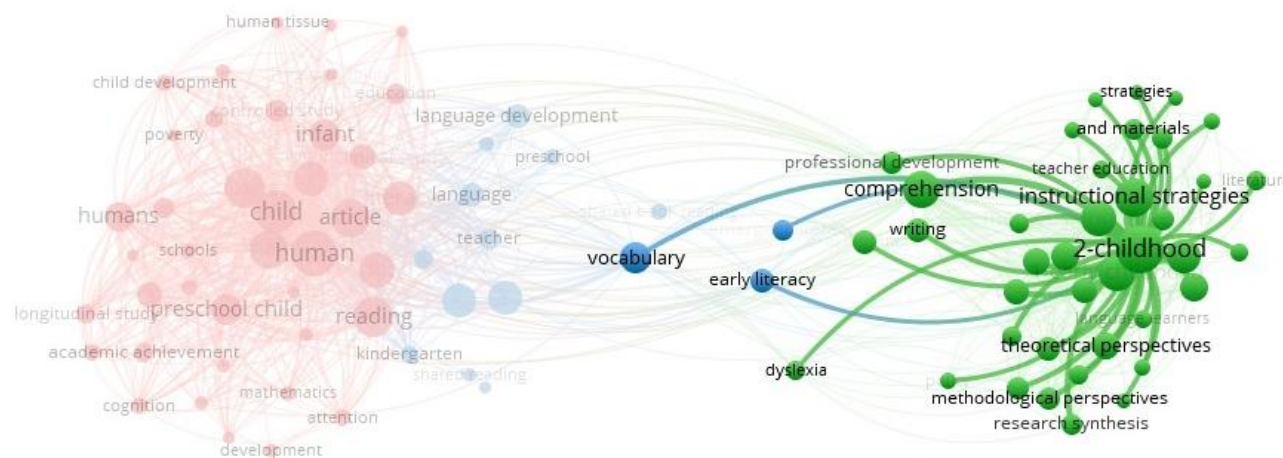 human tissue
child development
education
controlled study
poverty
infant
language development
preschool
humans
child
article
language
schools
human
teacher
longitudinal study
preschool child
reading
academic achievement
kindergarten
shared reading
mathematics
cognition
attention
development
vocabulary
early literacy
professional development
comprehension
writing
dyslexia
strategies
and materials
teacher education
literature
instructional strategies
2-childhood
language learners
theoretical perspectives
methodological perspectives
research synthesis